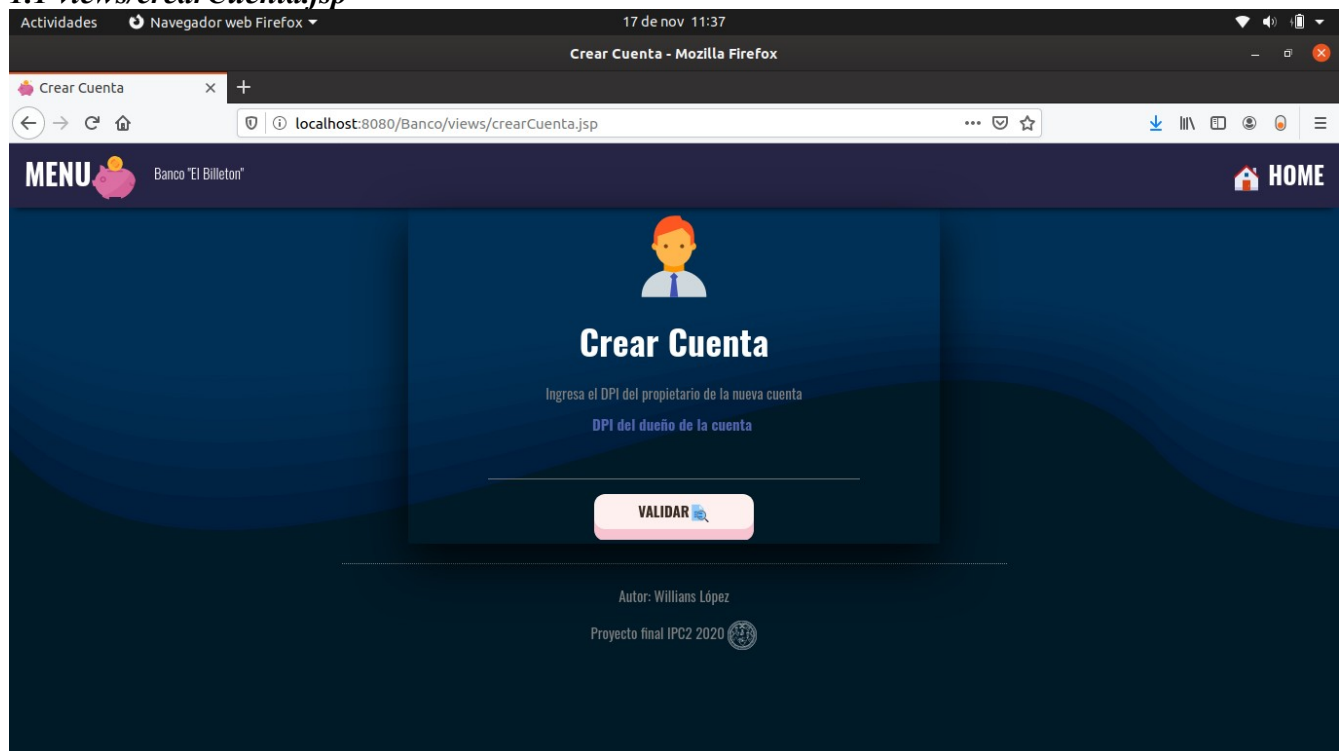 1.1 views/crearCuenta.jsp
Actividades Navegador web Firefox
17 de nov 11:37
Crear Cuenta - Mozilla Firefox
Crear Cuenta
localhost:8080/Banco/views/crearCuenta.jsp
MENU Banco "El Billeton" HOME
Crear Cuenta
Ingresa el DPI del propietario de la nueva cuenta
DPI del dueño de la cuenta
VALIDAR
Autor: Willians López
Proyecto final IPC2 2020